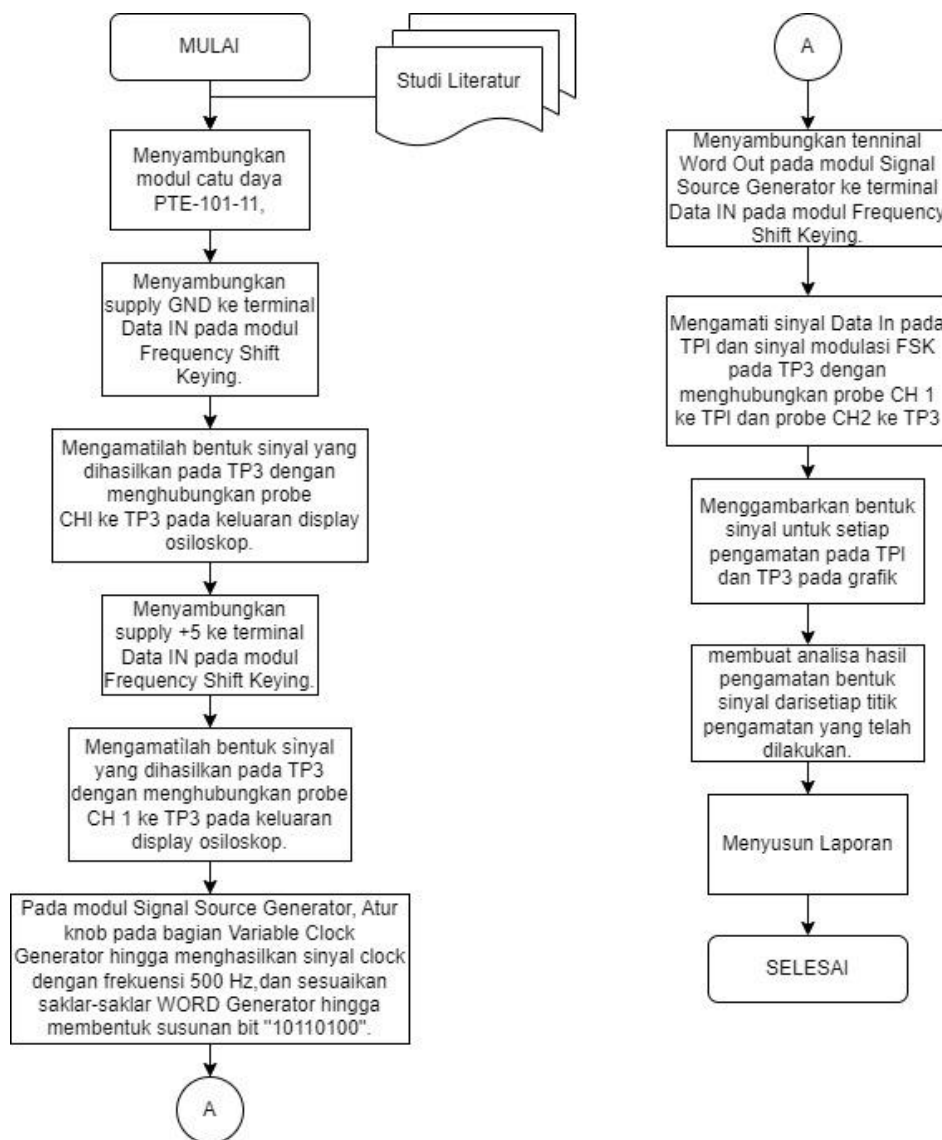 MULAI
Studi Literatur
Menyambungkan
modul catu daya
PTE-101-11,
Menyambungkan
supply GND ke terminal
Data IN pada modul
Frequency Shift
Keying.
Mengamatilah bentuk sinyal yang
dihasilkan pada TP3 dengan
menghubungkan probe
CHI ke TP3 pada keluaran display
osiloskop.
Menyambungkan
supply +5 ke terminal
Data IN pada modul
Frequency Shift Keying.
Mengamatìlah bentuk sìnyal
yang dihasilkan pada TP3
dengan menghubungkan probe
CH 1 ke TP3 pada keluaran
display osiloskop.
Pada modul Signal Source Generator, Atur
knob pada bagian Variable Clock
Generator hingga menghasilkan sinyal clock
dengan frekuensi 500 Hz,dan sesuaikan
saklar-saklar WORD Generator hingga
membentuk susunan bit "10110100".
A
A
Menyambungkan tenninal
Word Out pada modul Signal
Source Generator ke terminal
Data IN pada modul Frequency
Shift Keying.
Mengamati sinyal Data In pada
TPI dan sinyal modulasi FSK
pada TP3 dengan
menghubungkan probe CH 1
ke TPI dan probe CH2 ke TP3
Menggambarkan bentuk
sinyal untuk setiap
pengamatan pada TPI
dan TP3 pada grafik
membuat analisa hasil
pengamatan bentuk
sinyal darisetiap titik
pengamatan yang telah
dilakukan.
Menyusun Laporan
SELESAI